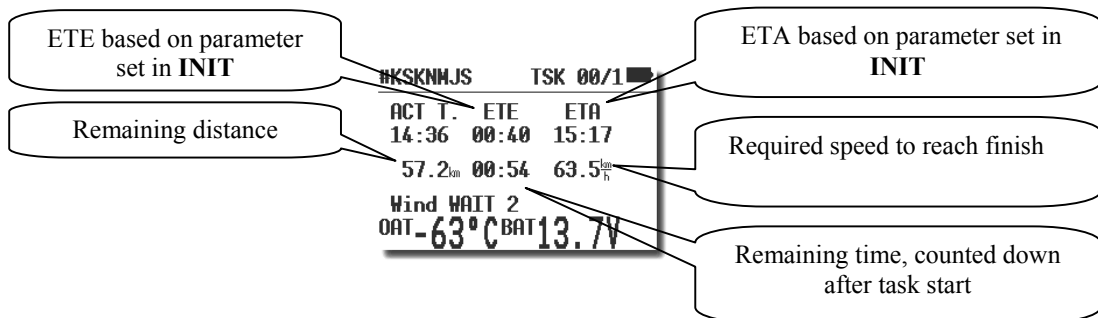 ETE based on parameter
set in INIT
ETA based on parameter set in
INIT
Remaining distance
Required speed to reach finish
Remaining time, counted down
after task start
#KSKNMJS TSK 00/1
ACT T. ETE ETA
14:36 00:40 15:17
57.2km 00:54 63.5km/h
Wind WAIT 2
OAT-63°C BAT13.7V